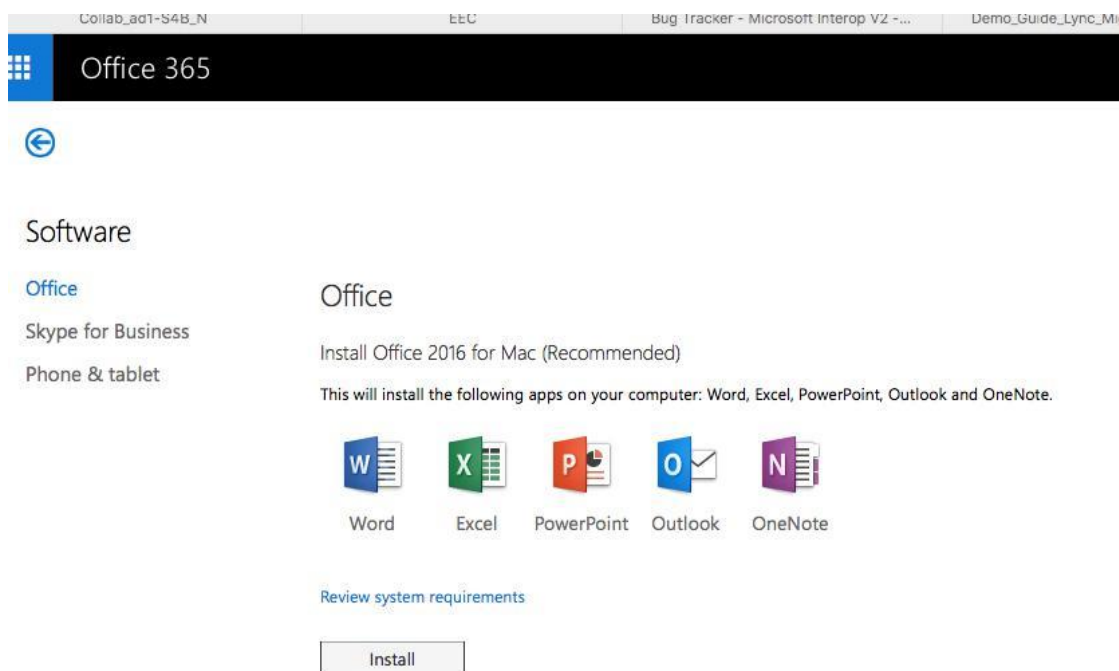 Collab_ad1-S4B_N EEC Bug Tracker - Microsoft Interop V2 -... Demo_Guide_Lync_Mi
Office 365
Software
Office
Skype for Business
Phone & tablet
Office
Install Office 2016 for Mac (Recommended)
This will install the following apps on your computer: Word, Excel, PowerPoint, Outlook and OneNote.
W X P O N
Word Excel PowerPoint Outlook OneNote
Review system requirements
Install